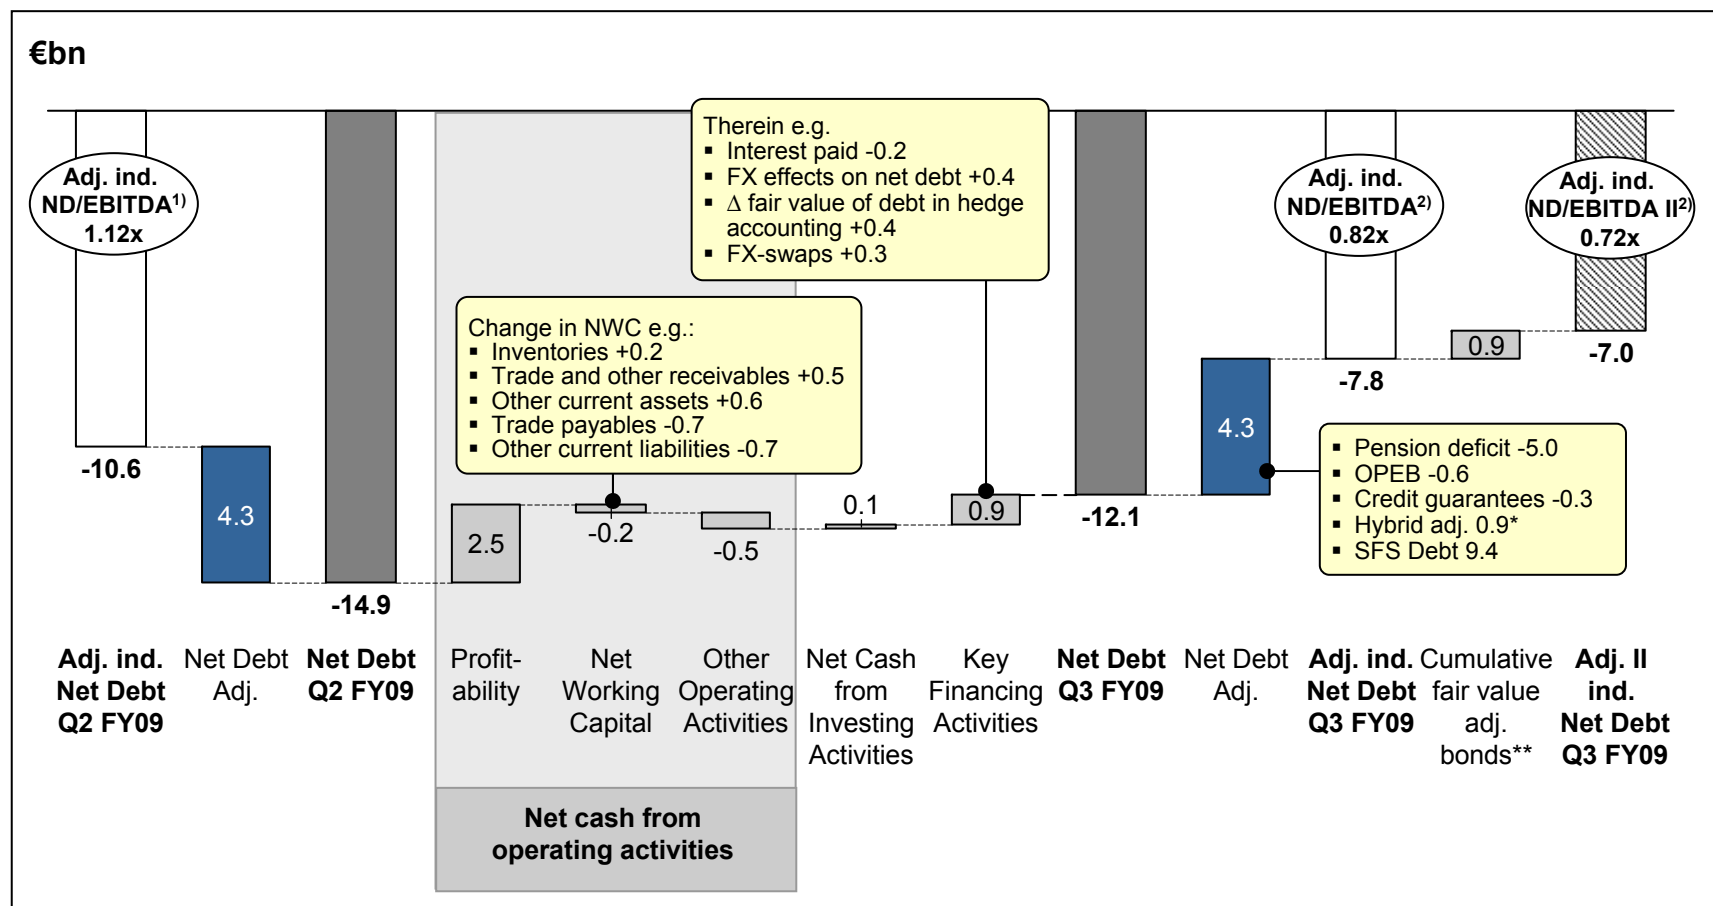 €bn
Adj. ind.
ND/EBITDA1)
1.12x
Therein e.g.
▪ Interest paid -0.2
▪ FX effects on net debt +0.4
▪ Δ fair value of debt in hedge
accounting +0.4
▪ FX-swaps +0.3
Adj. ind.
ND/EBITDA2)
0.82x
Adj. ind.
ND/EBITDA II2)
0.72x
Change in NWC e.g.:
▪ Inventories +0.2
▪ Trade and other receivables +0.5
▪ Other current assets +0.6
▪ Trade payables -0.7
▪ Other current liabilities -0.7
-10.6
4.3
-14.9
2.5
-0.2
-0.5
0.1
0.9
-12.1
4.3
-7.8
0.9
-7.0
▪ Pension deficit -5.0
▪ OPEB -0.6
▪ Credit guarantees -0.3
▪ Hybrid adj. 0.9*
▪ SFS Debt 9.4
Adj. ind.
Net Debt
Q2 FY09
Net Debt
Adj.
Net Debt
Q2 FY09
Profit-
ability
Net
Working
Capital
Other
Operating
Activities
Net Cash
from
Investing
Activities
Key
Financing
Activities
Net Debt
Q3 FY09
Net Debt
Adj.
Adj. ind.
Net Debt
Q3 FY09
Cumulative
fair value
adj.
bonds**
Adj. II
ind.
Net Debt
Q3 FY09
Net cash from
operating activities